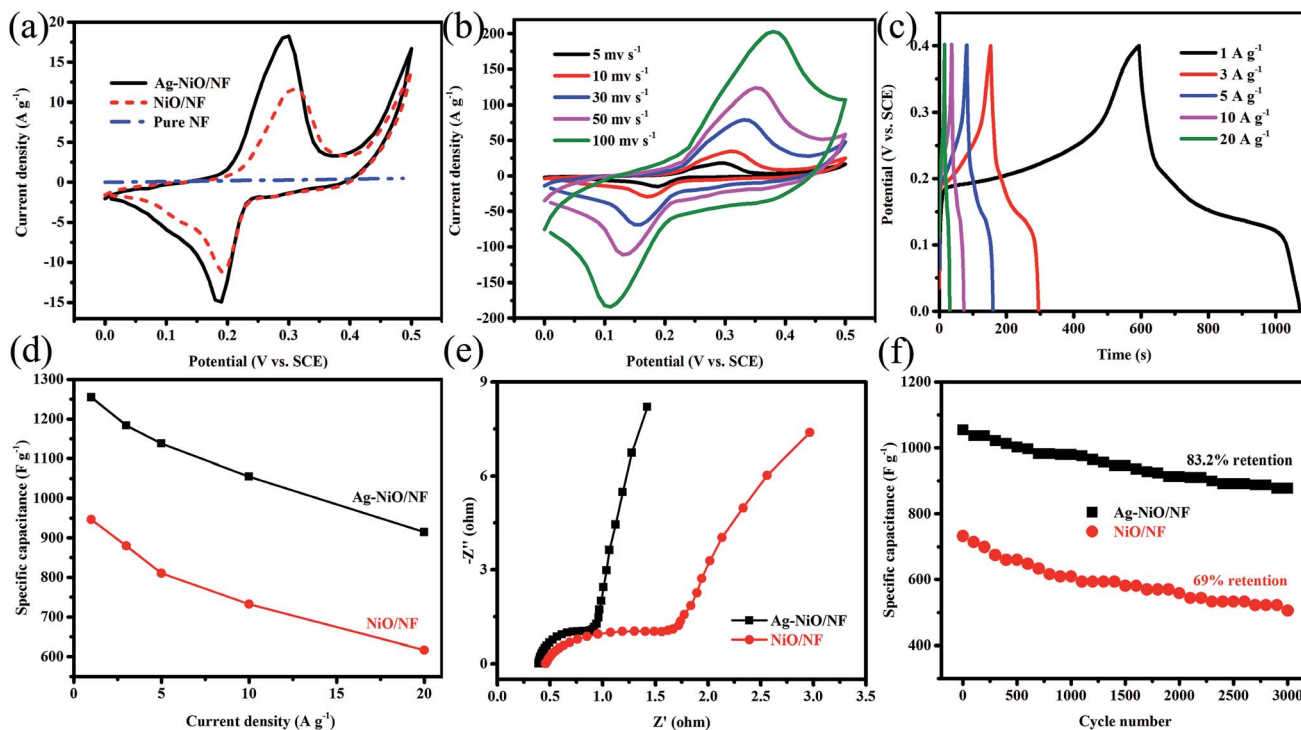 (a)
20
15
10
5
0
-5
-10
15
Current density (A g⁻¹)
Ag-NiO/NF
NiO/NF
Pure NF
0.0 0.1 0.2 0.3 0.4 0.5
Potential (V vs. SCE)
(b)
200
150
100
50
0
-50
-100
-150
-200
Current density (A g⁻¹)
5 mv s⁻¹
10 mv s⁻¹
30 mv s⁻¹
50 mv s⁻¹
100 mv s⁻¹
0.0 0.1 0.2 0.3 0.4 0.5
Potential (V vs. SCE)
(c)
0.4
0.3
0.2
0.1
0.0
Potential (V vs. SCE)
1 A g⁻¹
3 A g⁻¹
5 A g⁻¹
10 A g⁻¹
20 A g⁻¹
0 200 400 600 800 1000
Time (s)
(d)
1300
1200
1100
1000
900
800
700
600
Specific capacitance (F g⁻¹)
Ag-NiO/NF
NiO/NF
0 5 10 15 20
Current density (A g⁻¹)
(e)
9
6
3
0
-Z'' (ohm)
Ag-NiO/NF
NiO/NF
0.0 0.5 1.0 1.5 2.0 2.5 3.0
Z' (ohm)
(f)
1200
1000
800
600
400
Specific capacitance (F g⁻¹)
83.2% retention
Ag-NiO/NF
NiO/NF
69% retention
0 500 1000 1500 2000 2500 3000
Cycle number